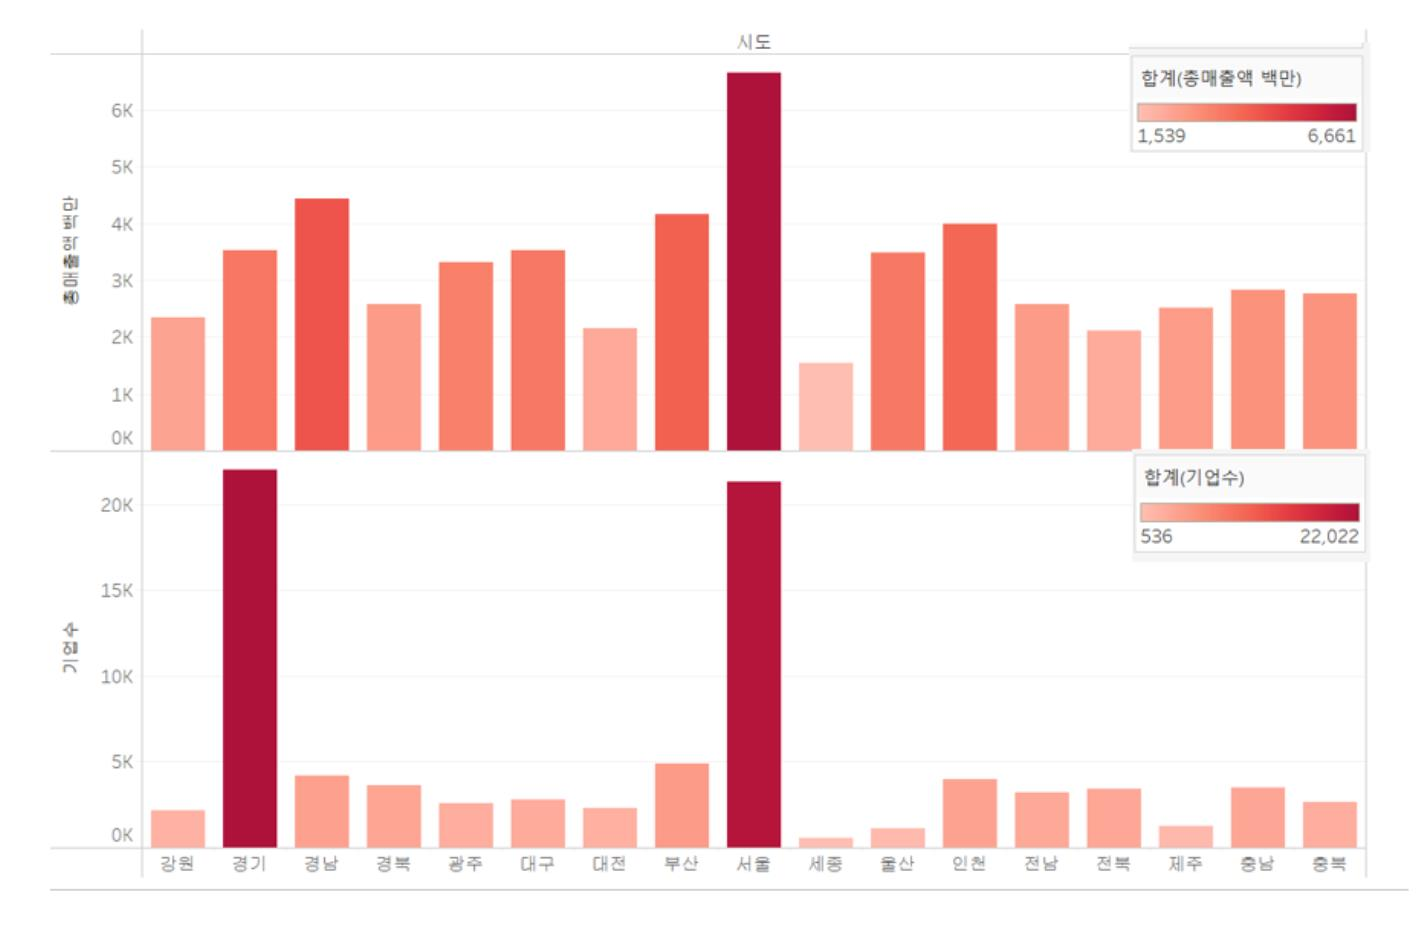 시도
합계(총매출액 백만)
1,539 6,661
총매출액 백만
6K
5K
4K
3K
2K
1K
0K
합계(기업수)
536 22,022
기업수
20K
15K
10K
5K
0K
강원 경기 경남 경북 광주 대구 대전 부산 서울 세종 울산 인천 전남 전북 제주 충남 충북